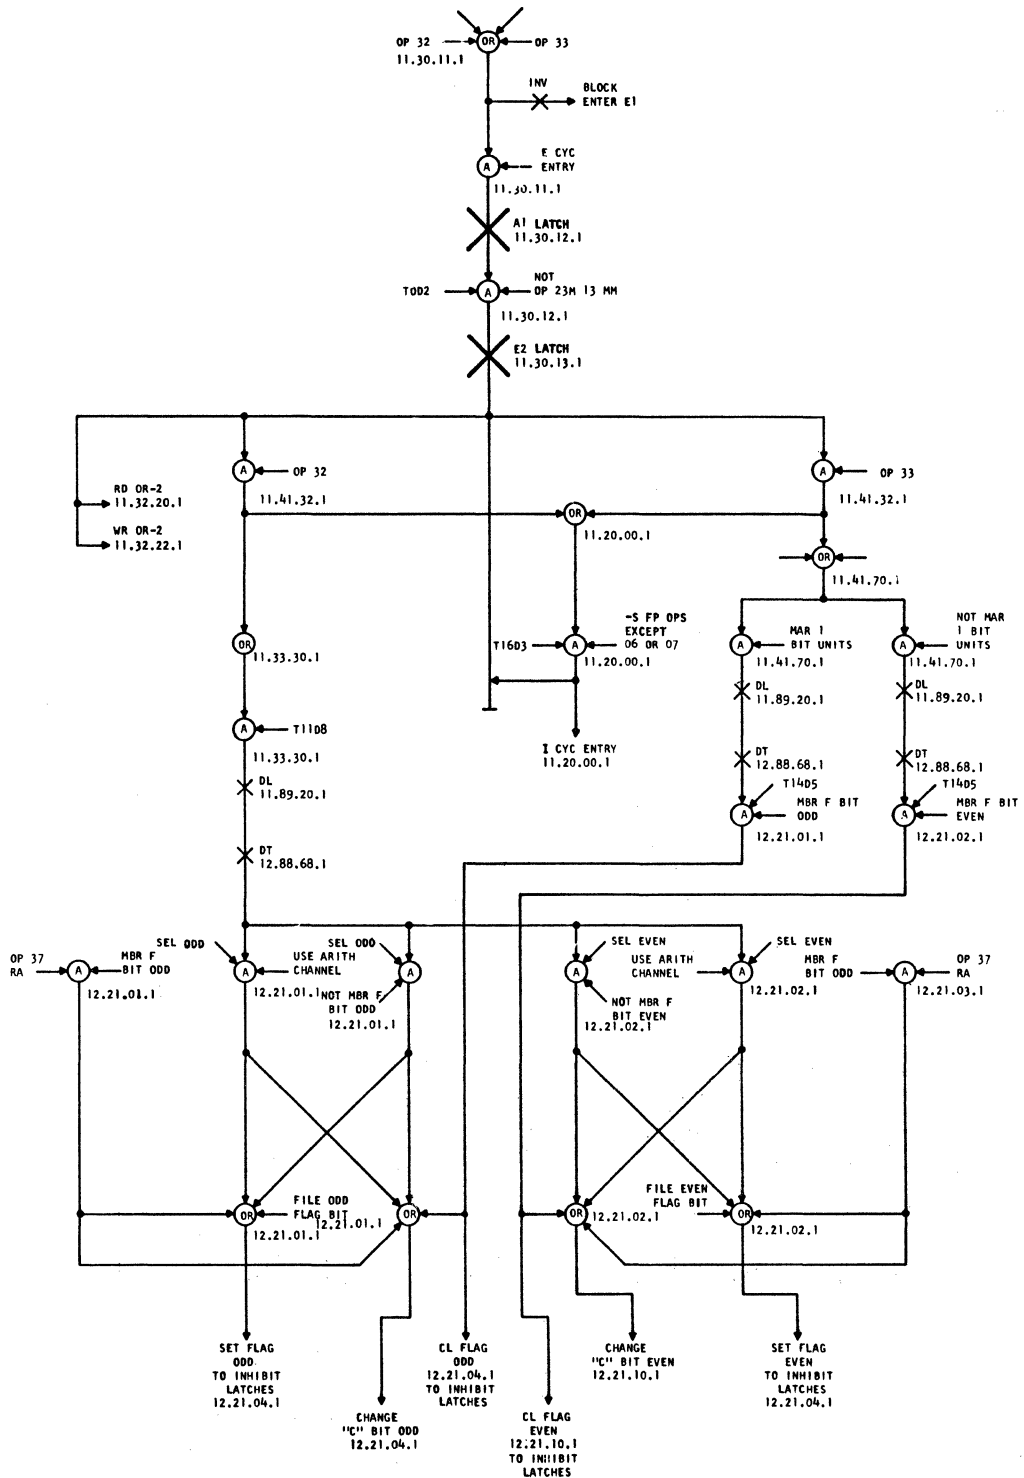 OP 32
OR
OP 33
11.30.11.1
INV
BLOCK
ENTER E1
A
E CYC
ENTRY
11.30.11.1
A1 LATCH
11.30.12.1
T0D2
A
NOT
OP 23M 13 MM
11.30.12.1
E2 LATCH
11.30.13.1
A
OP 32
11.41.32.1
A
OP 33
11.41.32.1
RD OR-2
11.32.20.1
WR OR-2
11.32.22.1
OR
11.20.00.1
OR
11.41.70.1
OR
11.33.30.1
T16D3
A
-S FP OPS
EXCEPT
06 OR 07
11.20.00.1
A
MAR 1
BIT UNITS
11.41.70.1
A
NOT MAR
1 BIT
UNITS
11.41.70.1
DL
11.89.20.1
DL
11.89.20.1
A
T11D8
11.33.30.1
I CYC ENTRY
11.20.00.1
DT
12.88.68.1
DT
12.88.68.1
DL
11.89.20.1
T14D5
A
MBR F BIT
ODD
12.21.01.1
T14D5
A
MBR F BIT
EVEN
12.21.02.1
DT
12.88.68.1
OP 37
RA
A
MBR F
BIT ODD
12.21.01.1
SEL ODD
A
USE ARITH
CHANNEL
12.21.01.1
SEL ODD
A
NOT MBR F
BIT ODD
12.21.01.1
SEL EVEN
A
NOT MBR F
BIT EVEN
12.21.02.1
USE ARITH
CHANNEL
SEL EVEN
A
12.21.02.1
MBR F
BIT ODD
A
OP 37
RA
12.21.03.1
OR
FILE ODD
FLAG BIT
12.21.01.1
OR
12.21.01.1
OR
12.21.02.1
FILE EVEN
FLAG BIT
OR
12.21.02.1
SET FLAG
ODD
TO INHIBIT
LATCHES
12.21.04.1
CHANGE
"C" BIT ODD
12.21.04.1
CL FLAG
ODD
12.21.04.1
TO INHIBIT
LATCHES
CL FLAG
EVEN
12.21.10.1
TO INHIBIT
LATCHES
CHANGE
"C" BIT EVEN
12.21.10.1
SET FLAG
EVEN
TO INHIBIT
LATCHES
12.21.04.1